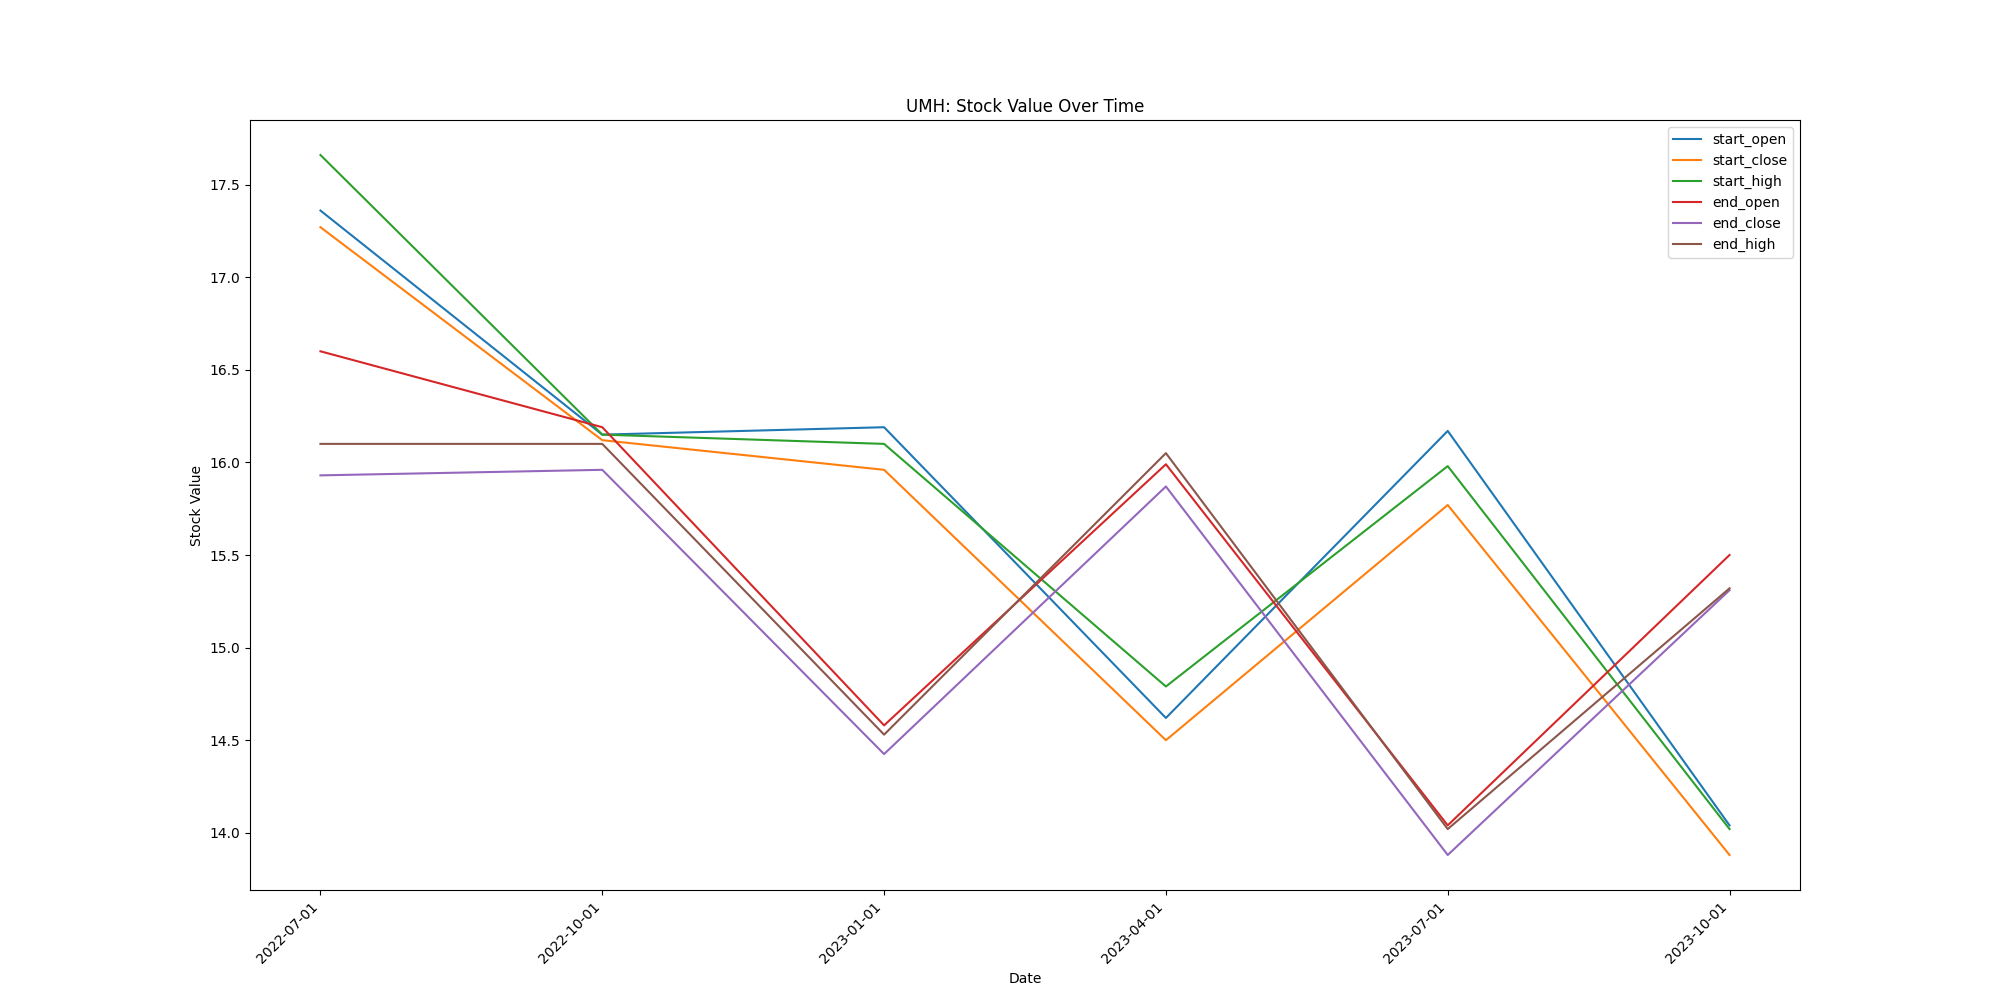 UMH: Stock Value Over Time
start_open
start_close
start_high
end_open
end_close
end_high
17.5
17.0
16.5
16.0
15.5
15.0
14.5
14.0
Stock Value
2022-07-01
2022-10-01
2023-01-01
2023-04-01
2023-07-01
2023-10-01
Date